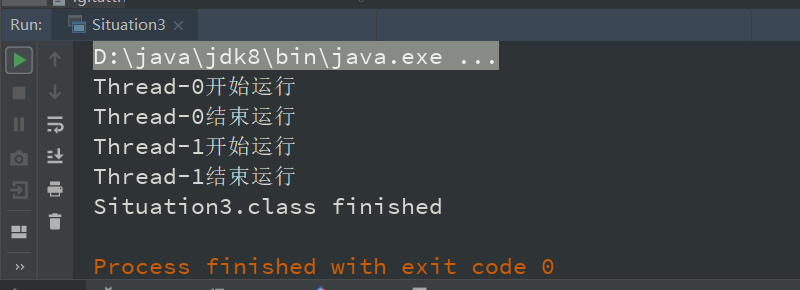 Run: Situation3
D:\java\jdk8\bin\java.exe ...
Thread-0开始运行
Thread-0结束运行
Thread-1开始运行
Thread-1结束运行
Situation3.class finished
Process finished with exit code 0